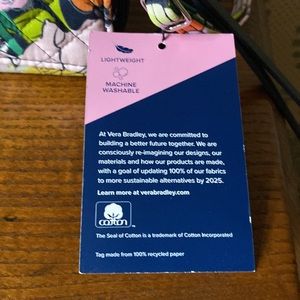 LIGHTWEIGHT
MACHINE
WASHABLE
At Vera Bradley, we are committed to
building a better future together. We are
consciously re-imagining our designs, our
materials and how our products are made,
with a goal of updating 100% of our fabrics
to more sustainable alternatives by 2025.
Learn more at verabradley.com
COTTON
The Seal of Cotton is a trademark of Cotton Incorporated
Tag made from 100% recycled paper